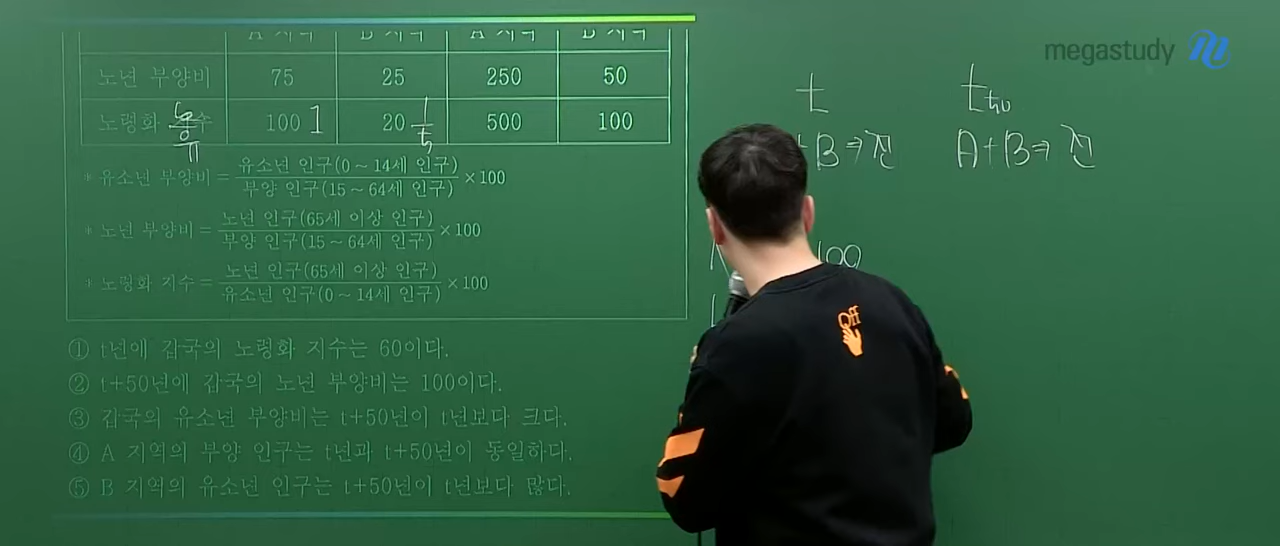 megastudy
노년 부양비 75 25 250 50
노령화 100 1 20 500 100
* 유소년 부양비 = 유소년 인구(0 ~ 14세 인구) / 부양 인구(15 ~ 64세 인구) × 100
* 노년 부양비 = 노년 인구(65세 이상 인구) / 부양 인구(15 ~ 64세 인구) × 100
* 노령화 지수 = 노년 인구(65세 이상 인구) / 유소년 인구(0 ~ 14세 인구) × 100
① t년에 갑국의 노령화 지수는 60이다.
② t+50년에 갑국의 노년 부양비는 100이다.
③ 갑국의 유소년 부양비는 t+50년이 t년보다 크다.
④ A 지역의 부양 인구는 t년과 t+50년이 동일하다.
⑤ B 지역의 유소년 인구는 t+50년이 t년보다 많다.
t
+B⇒전
A+B⇒전
100
Off